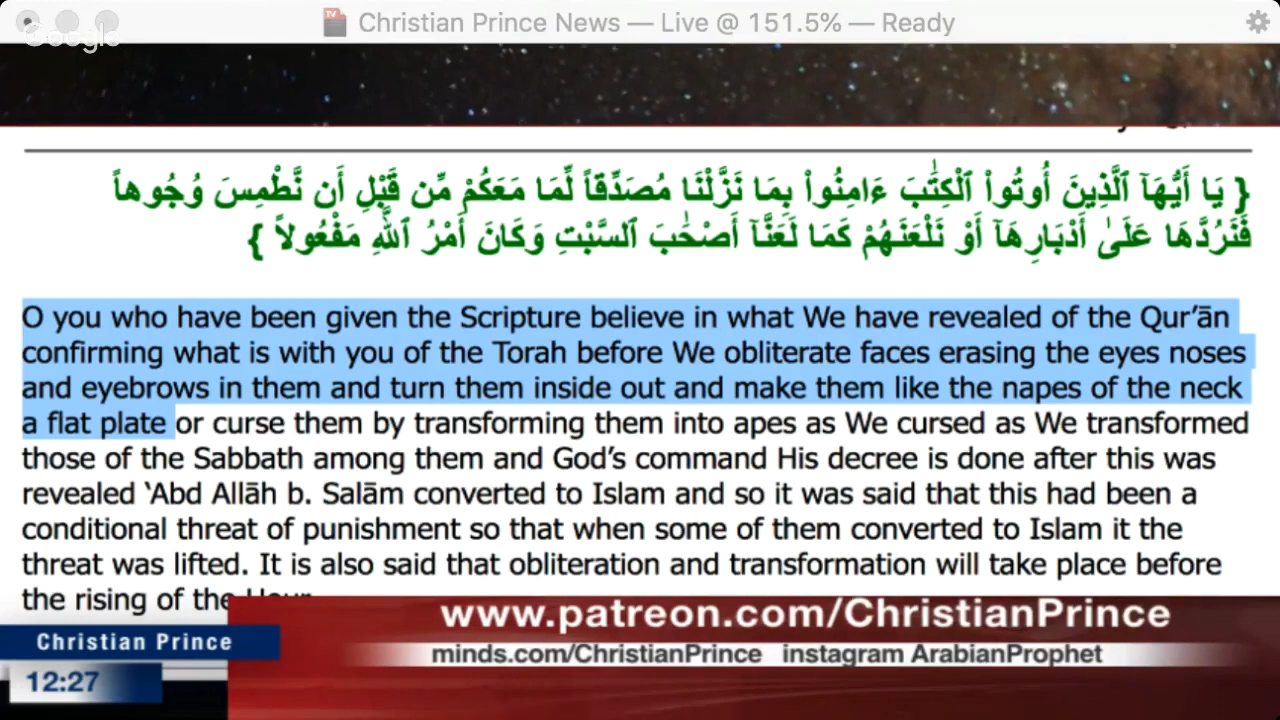 Christian Prince News — Live @ 151.5% — Ready
Google
{ يَا أَيُّهَآ ٱلَّذِينَ أُوتُواْ ٱلْكِتَٰبَ ءَامِنُواْ بِمَا نَزَّلْنَا مُصَدِّقاً لِّمَا مَعَكُمْ مِّن قَبْلِ أَن نَّطْمِسَ وُجُوهاً
فَنَرُدَّهَا عَلَىٰ أَدْبَارِهَآ أَوْ نَلْعَنَهُمْ كَمَا لَعَنَّآ أَصْحَٰبَ ٱلسَّبْتِ وَكَانَ أَمْرُ ٱللَّهِ مَفْعُولاً }
O you who have been given the Scripture believe in what We have revealed of the Qur’ān
confirming what is with you of the Torah before We obliterate faces erasing the eyes noses
and eyebrows in them and turn them inside out and make them like the napes of the neck
a flat plate or curse them by transforming them into apes as We cursed as We transformed
those of the Sabbath among them and God’s command His decree is done after this was
revealed ‘Abd Allāh b. Salām converted to Islam and so it was said that this had been a
conditional threat of punishment so that when some of them converted to Islam it the
threat was lifted. It is also said that obliteration and transformation will take place before
the rising of the
www.patreon.com/ChristianPrince
Christian Prince
minds.com/ChristianPrince instagram ArabianProphet
12:27